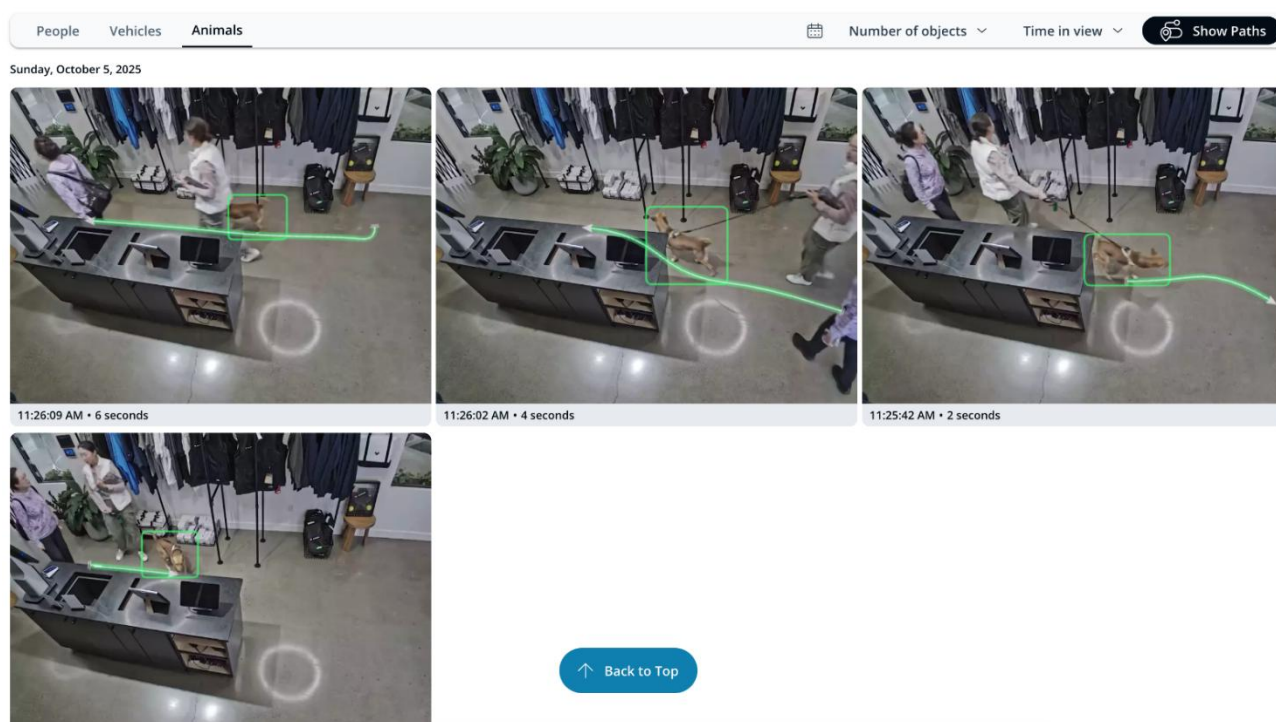 People Vehicles Animals Number of objects Time in view Show Paths
Sunday, October 5, 2025
11:26:09 AM • 6 seconds 11:26:02 AM • 4 seconds 11:25:42 AM • 2 seconds
Back to Top